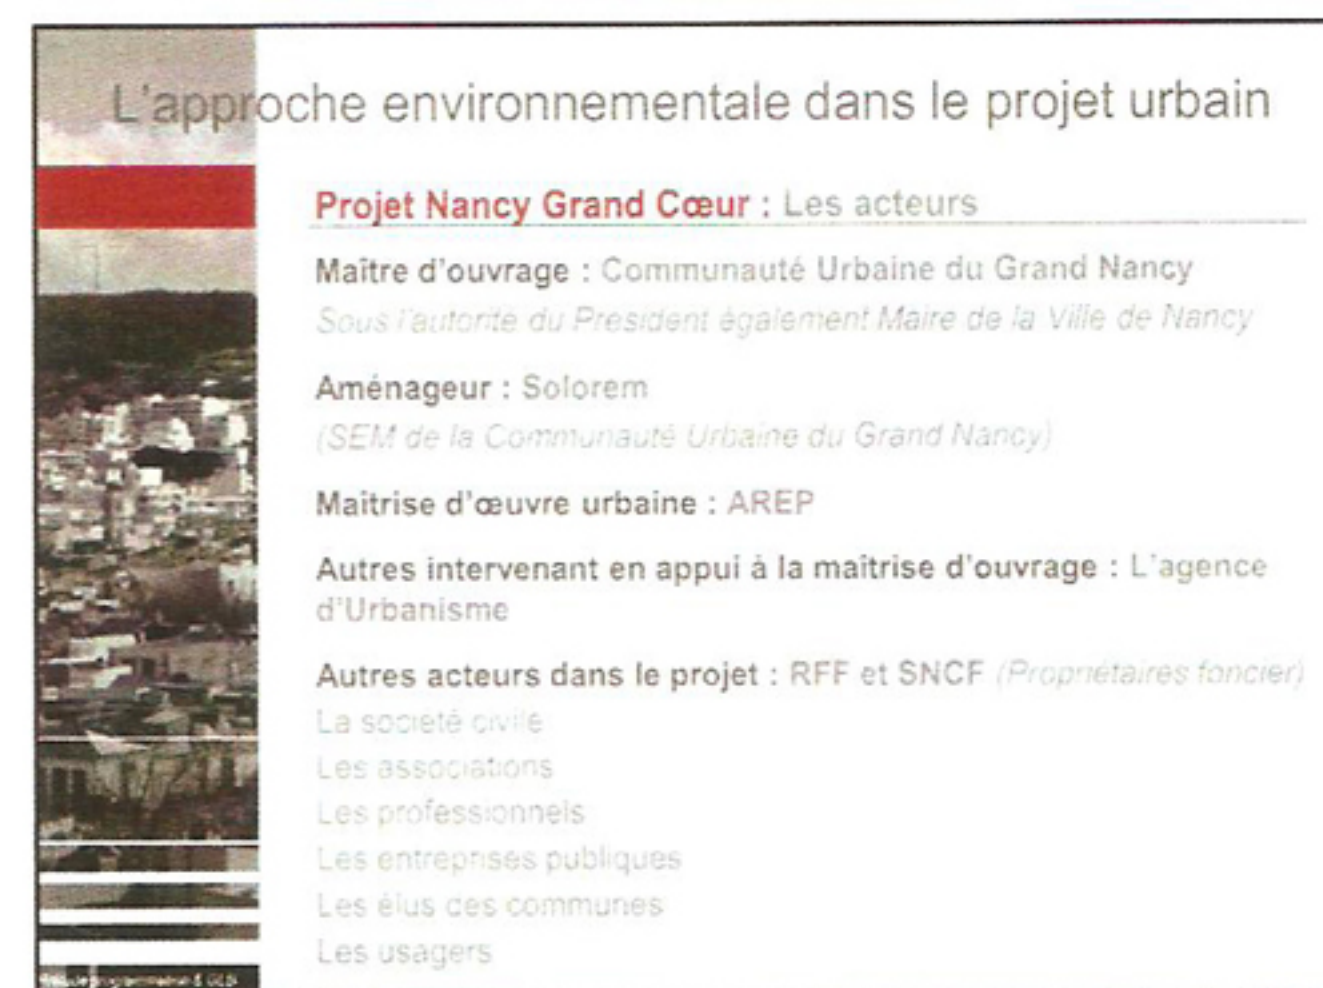 L'approche environnementale dans le projet urbain
Projet Nancy Grand Cœur : Les acteurs
Maître d'ouvrage : Communauté Urbaine du Grand Nancy
Sous l'autorité du Président également Maire de la Ville de Nancy
Aménageur : Solorem
(SEM de la Communauté Urbaine du Grand Nancy)
Maitrise d'œuvre urbaine : AREP
Autres intervenant en appui à la maîtrise d'ouvrage : L'agence
d'Urbanisme
Autres acteurs dans le projet : RFF et SNCF (Propriétaires foncier)
La société civile
Les associations
Les professionnels
Les entreprises publiques
Les élus des communes
Les usagers